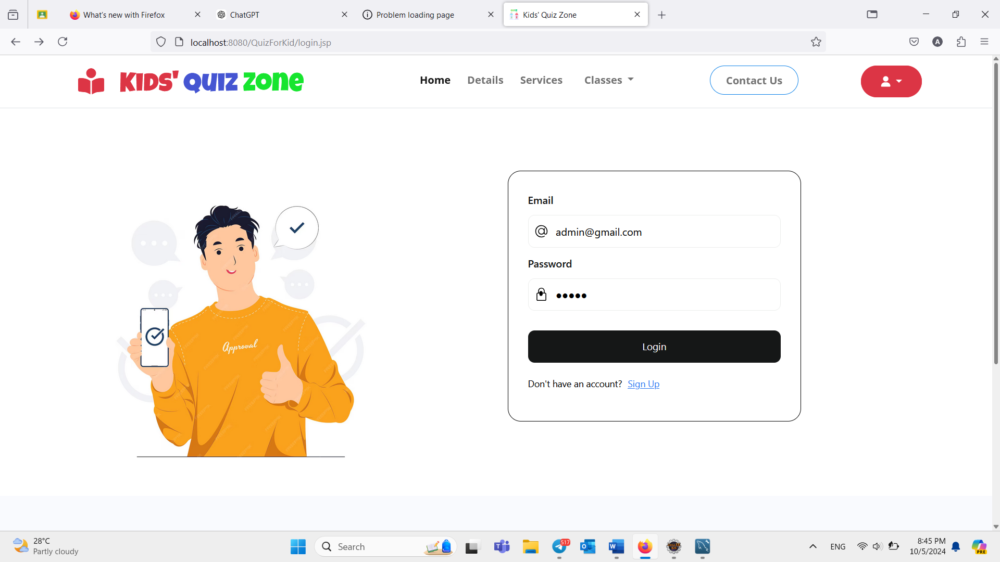 What's new with Firefox
ChatGPT
Problem loading page
Kids' Quiz Zone
localhost:8080/QuizForKid/login.jsp
A
KIDS' QUIZ ZONE
Home
Details
Services
Classes
Contact Us
Email
admin@gmail.com
Password
Login
Don't have an account? Sign Up
Approval
28°C
Partly cloudy
Search
517
ENG
8:45 PM
10/5/2024
PRE